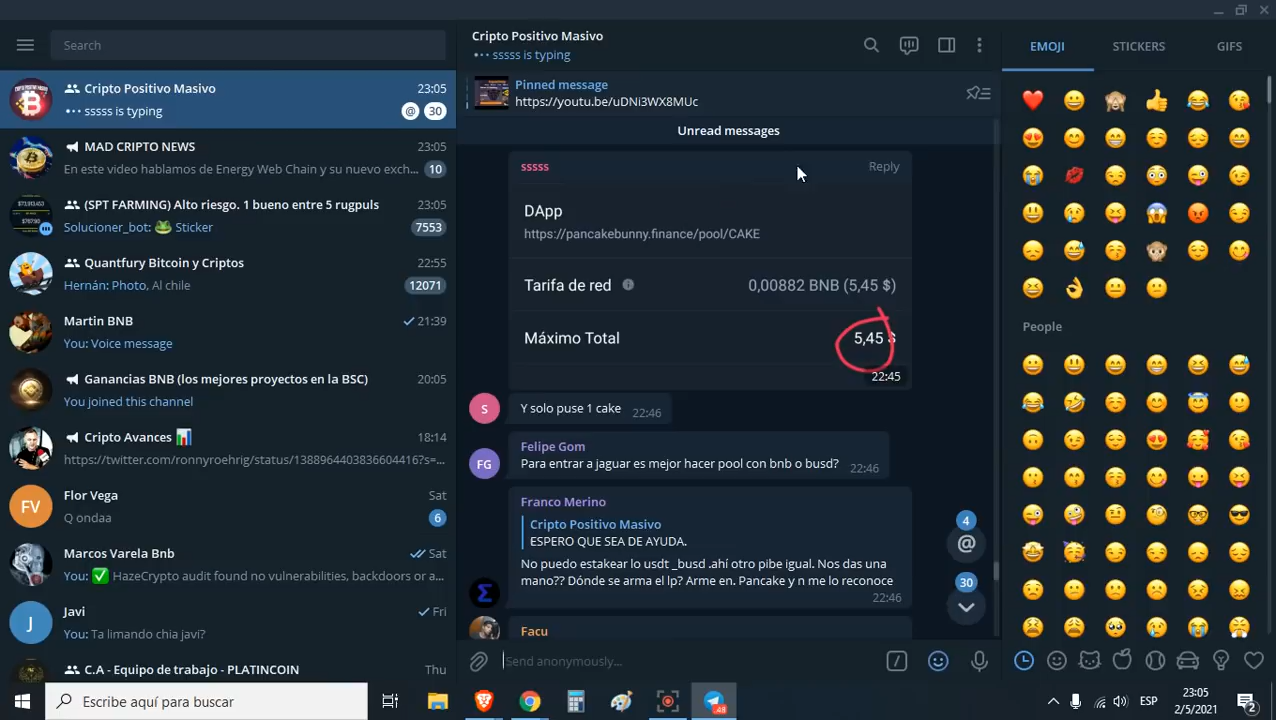 Search
Cripto Positivo Masivo
23:05
sssss is typing
@
30
MAD CRIPTO NEWS
23:05
En este video hablamos de Energy Web Chain y su nuevo exch...
10
(SPT FARMING) Alto riesgo. 1 bueno entre 5 rugpuls
23:05
Solucioner_bot: 🐸 Sticker
7553
Quantfury Bitcoin y Criptos
22:55
Hernán: Photo, Al chile
12071
Martin BNB
21:39
You: Voice message
Ganancias BNB (los mejores proyectos en la BSC)
20:05
You joined this channel
Cripto Avances 📊
18:14
https://twitter.com/ronnyroehrig/status/1388964403836604416?s=...
FV
Flor Vega
Sat
Q ondaa
6
Marcos Varela Bnb
Sat
You: ✅ HazeCrypto audit found no vulnerabilities, backdoors or a...
J
Javi
Fri
You: Ta limando chia javi?
C.A - Equipo de trabajo - PLATINCOIN
Thu
Cripto Positivo Masivo
sssss is typing
Pinned message
https://youtu.be/uDNi3WX8MUc
Unread messages
sssss
Reply
DApp
https://pancakebunny.finance/pool/CAKE
Tarifa de red
0,00882 BNB (5,45 $)
Máximo Total
5,45 $
22:45
S
Y solo puse 1 cake
22:46
FG
Felipe Gom
Para entrar a jaguar es mejor hacer pool con bnb o busd?
22:46
Franco Merino
Cripto Positivo Masivo
ESPERO QUE SEA DE AYUDA.
No puedo estakear lo usdt _busd .ahí otro pibe igual. Nos das una
mano?? Dónde se arma el lp? Arme en. Pancake y n me lo reconoce
22:46
Facu
4
@
30
Send anonymously...
EMOJI
STICKERS
GIFS
People
Escribe aquí para buscar
ESP
23:05
2/5/2021
2